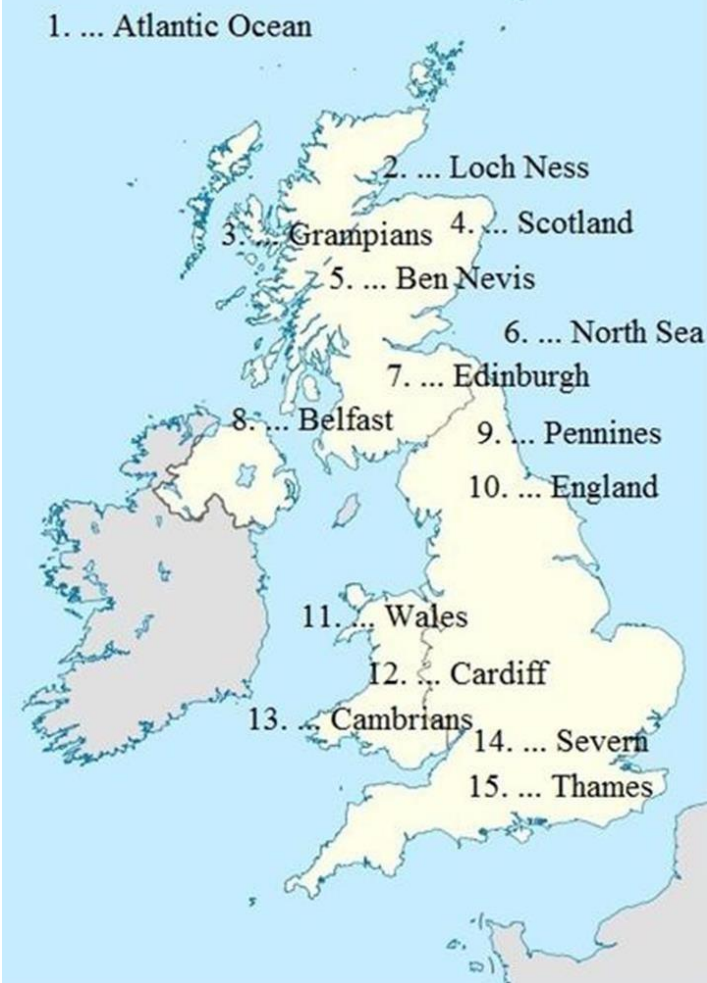 1. ... Atlantic Ocean
2. ... Loch Ness
3. ... Grampians
4. ... Scotland
5. ... Ben Nevis
6. ... North Sea
7. ... Edinburgh
8. ... Belfast
9. ... Pennines
10. ... England
11. ... Wales
12. ... Cardiff
13. ... Cambrians
14. ... Severn
15. ... Thames